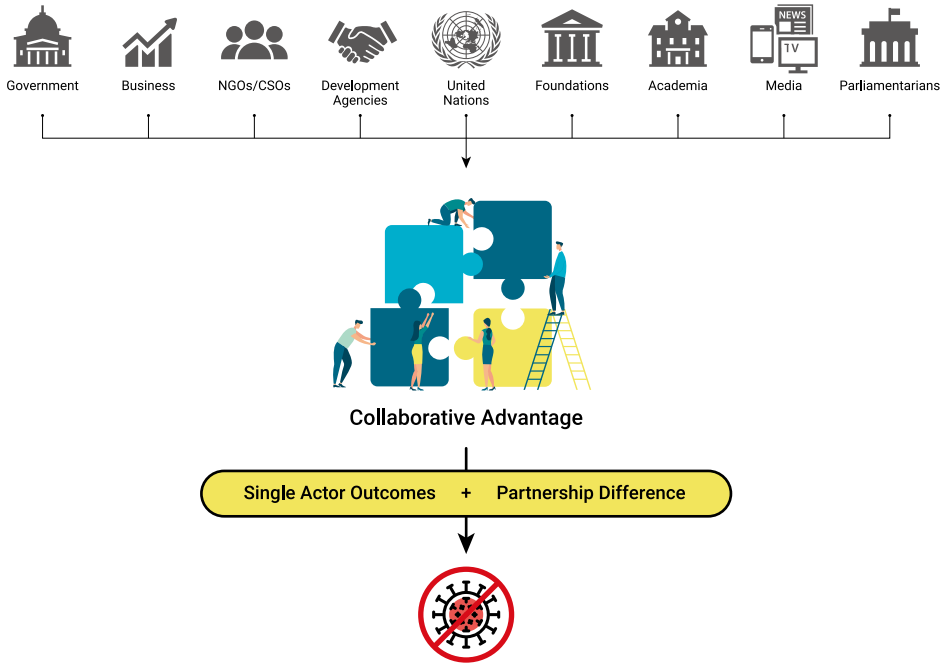 NEWS
TV
Government
Business
NGOs/CSOs
Development
Agencies
United
Nations
Foundations
Academia
Media
Parliamentarians
Collaborative Advantage
Single Actor Outcomes + Partnership Difference